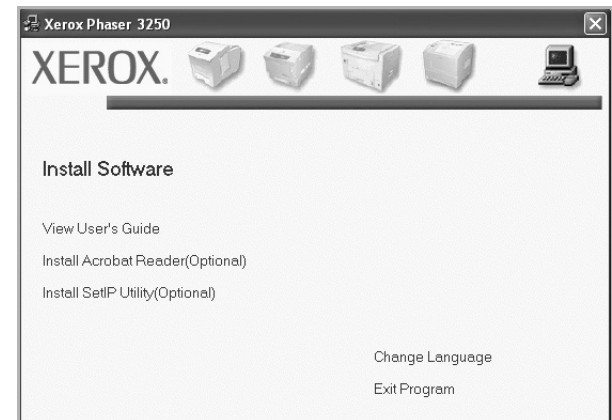 Xerox Phaser 3250
XEROX.
Install Software
View User's Guide
Install Acrobat Reader(Optional)
Install SetIP Utility(Optional)
Change Language
Exit Program